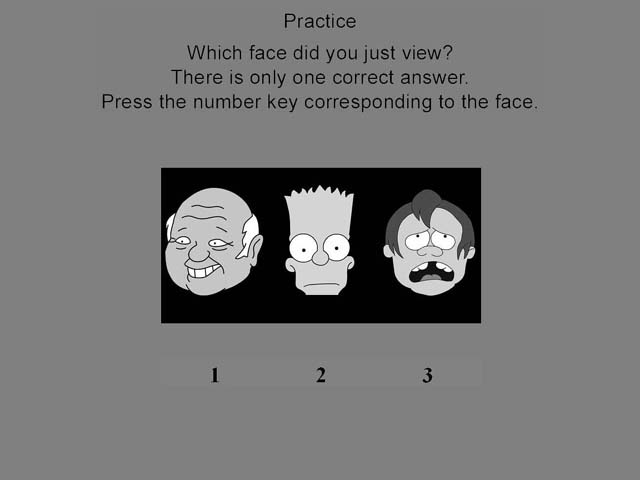 Practice
Which face did you just view?
There is only one correct answer.
Press the number key corresponding to the face.
1 2 3